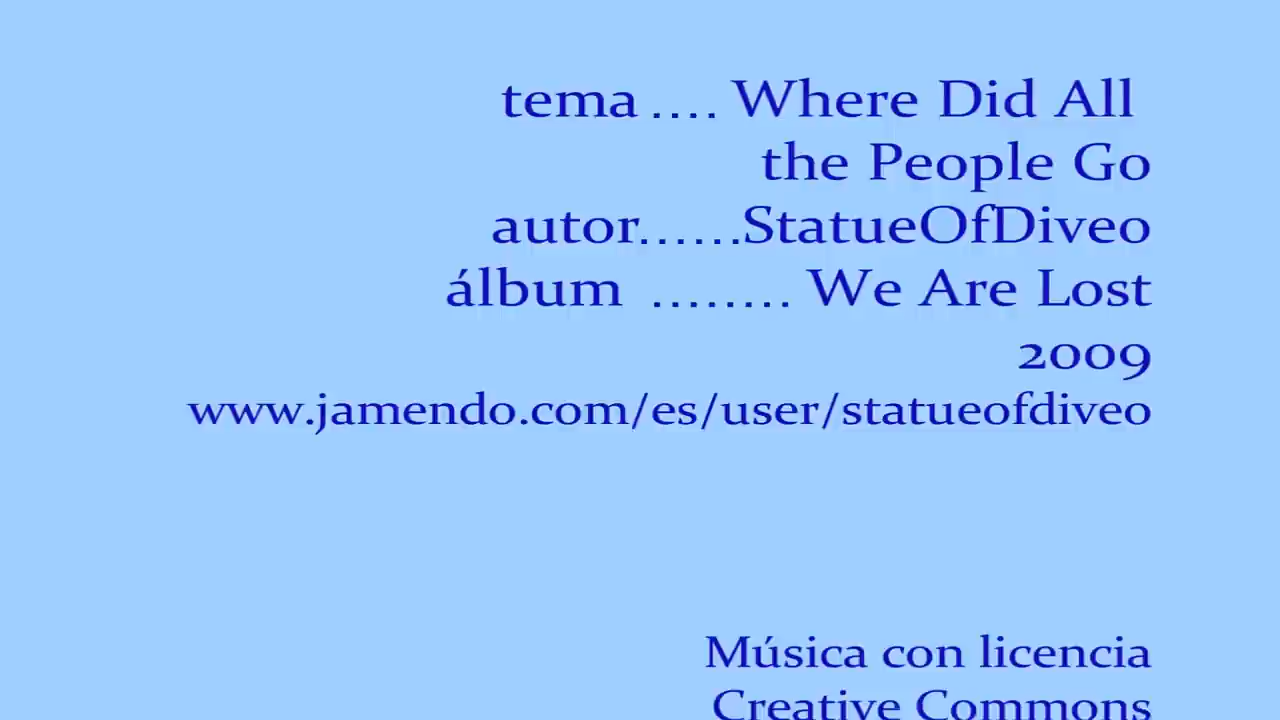 tema .... Where Did All
the People Go
autor......StatueOfDiveo
álbum ........ We Are Lost
2009
www.jamendo.com/es/user/statueofdiveo
Música con licencia
Creative Commons